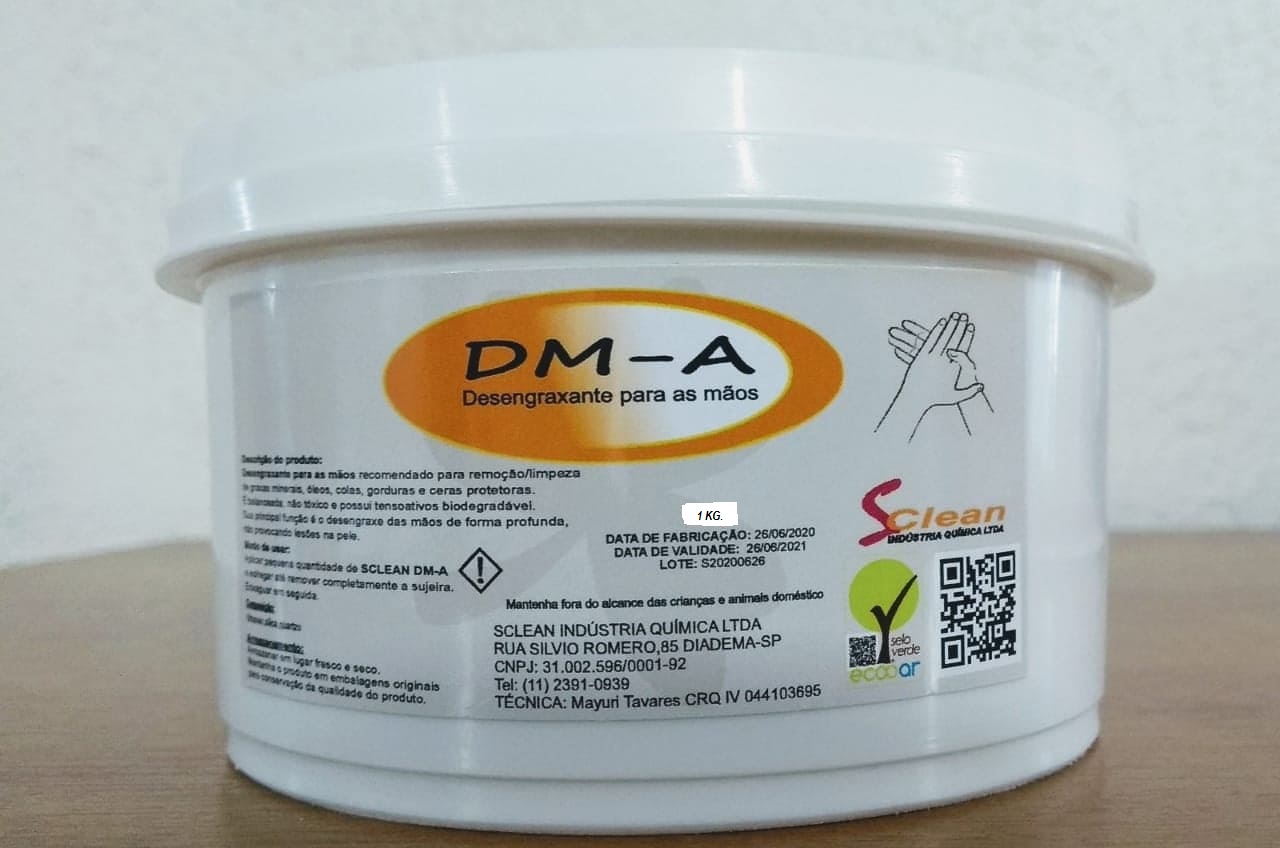 DM-A
Desengraxante para as mãos
Descrição do produto:
Desengraxante para as mãos recomendado para remoção/limpeza
de graxas minerais, óleos, colas, gorduras e ceras protetoras.
É balanceada, não tóxico e possui tensoativos biodegradável.
Sua principal função é o desengraxe das mãos de forma profunda,
não provocando lesões na pele.
Modo de usar:
Aplicar pequena quantidade de SCLEAN DM-A
e esfregar até remover completamente a sujeira.
Enxaguar em seguida.
Armazenamento:
Armazenar em lugar fresco e seco.
Mantenha o produto em embalagens originais
para conservação da qualidade do produto.
1 KG.
DATA DE FABRICAÇÃO: 26/06/2020
DATA DE VALIDADE: 26/06/2021
LOTE: S20200626
Mantenha fora do alcance das crianças e animais doméstico
SCLEAN INDÚSTRIA QUÍMICA LTDA
RUA SILVIO ROMERO,85 DIADEMA-SP
CNPJ: 31.002.596/0001-92
Tel: (11) 2391-0939
TÉCNICA: Mayuri Tavares CRQ IV 044103695
SClean
INDÚSTRIA QUÍMICA LTDA
selo
verde
ecooar